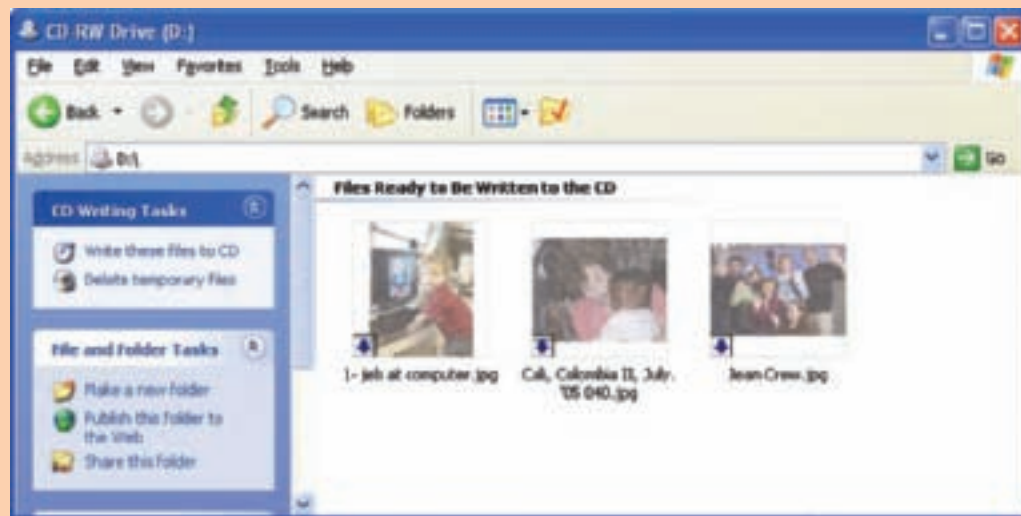 CD-RW Drive (D:)
File Edit View Favorites Tools Help
Back Search Folders
Address D:\ Go
Files Ready to Be Written to the CD
CD Writing Tasks
Write these files to CD
Delete temporary files
File and Folder Tasks
Make a new folder
Publish this folder to
the Web
Share this folder
1- jeb at computer.jpg
Cali, Colombia II, July.
'05 040.jpg
Jean Crew.jpg